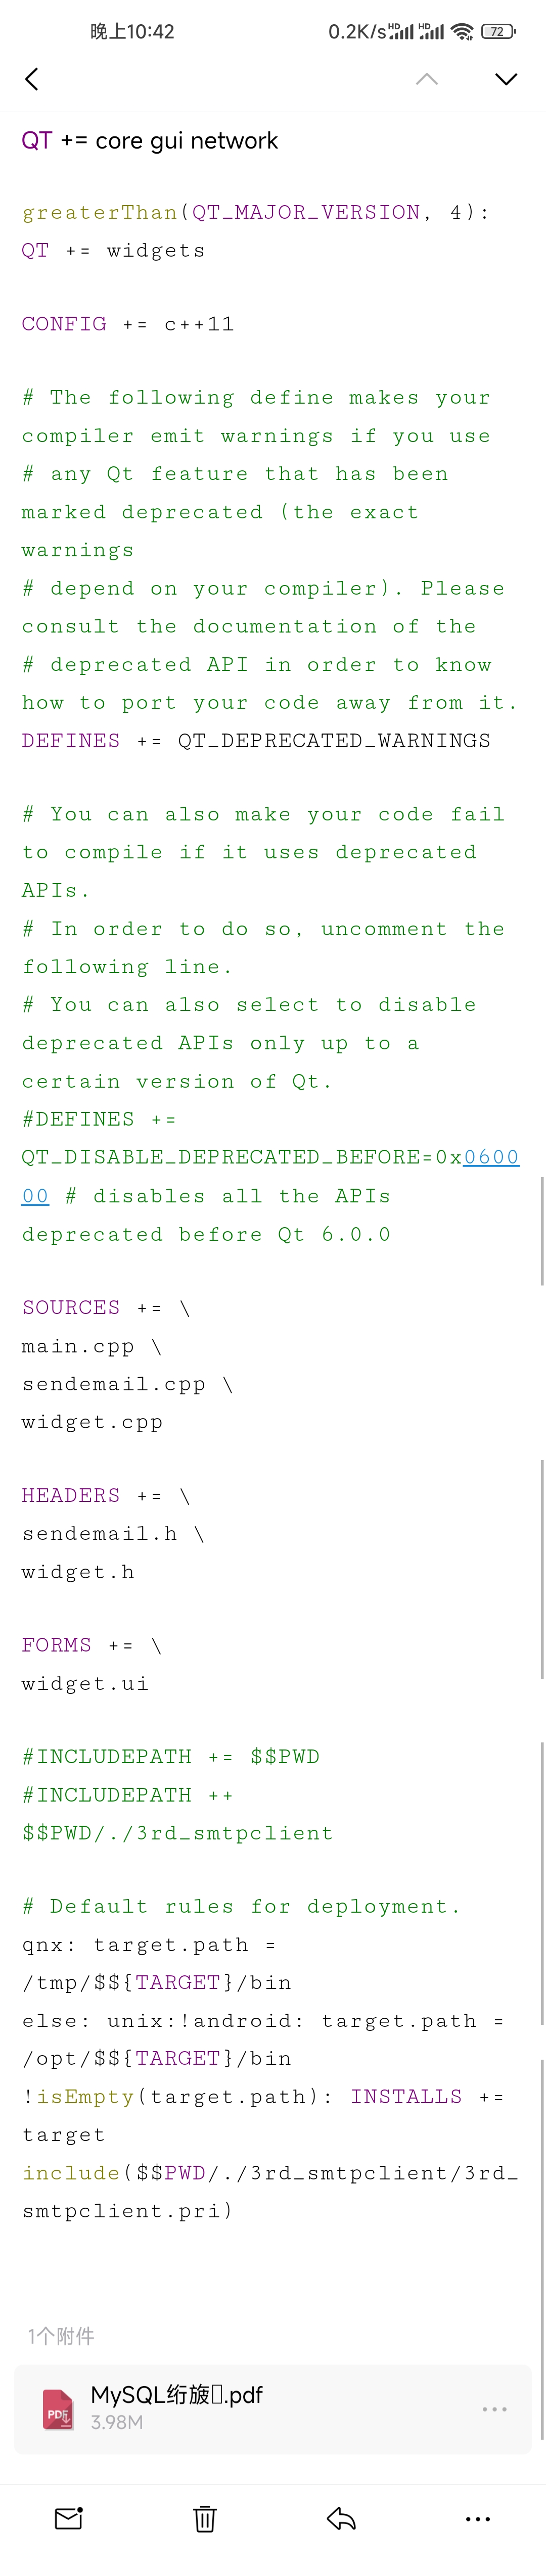 晚上10:42
0.2K/s
HD
HD
72
QT += core gui network
greaterThan(QT_MAJOR_VERSION, 4):
QT += widgets
CONFIG += c++11
# The following define makes your
compiler emit warnings if you use
# any Qt feature that has been
marked deprecated (the exact
warnings
# depend on your compiler). Please
consult the documentation of the
# deprecated API in order to know
how to port your code away from it.
DEFINES += QT_DEPRECATED_WARNINGS
# You can also make your code fail
to compile if it uses deprecated
APIs.
# In order to do so, uncomment the
following line.
# You can also select to disable
deprecated APIs only up to a
certain version of Qt.
#DEFINES +=
QT_DISABLE_DEPRECATED_BEFORE=0x0600
00 # disables all the APIs
deprecated before Qt 6.0.0
SOURCES += \
main.cpp \
sendemail.cpp \
widget.cpp
HEADERS += \
sendemail.h \
widget.h
FORMS += \
widget.ui
#INCLUDEPATH += $$PWD
#INCLUDEPATH ++
$$PWD/./3rd_smtpclient
# Default rules for deployment.
qnx: target.path =
/tmp/$${TARGET}/bin
else: unix:!android: target.path =
/opt/$${TARGET}/bin
!isEmpty(target.path): INSTALLS +=
target
include($$PWD/./3rd_smtpclient/3rd_
smtpclient.pri)
1个附件
PDF
MySQL绗旇.pdf
3.98M